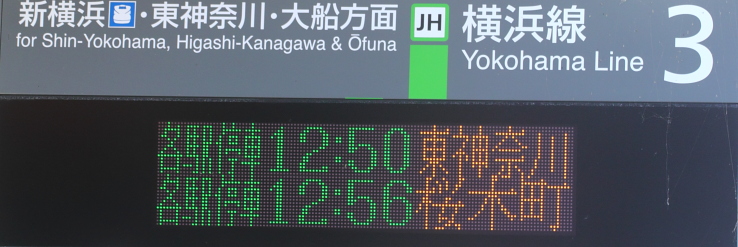 新横浜・東神奈川・大船方面 JH 横浜線 3
for Shin-Yokohama, Higashi-Kanagawa & Ōfuna Yokohama Line
各駅停車 12:50 東神奈川
各駅停車 12:56 桜木町